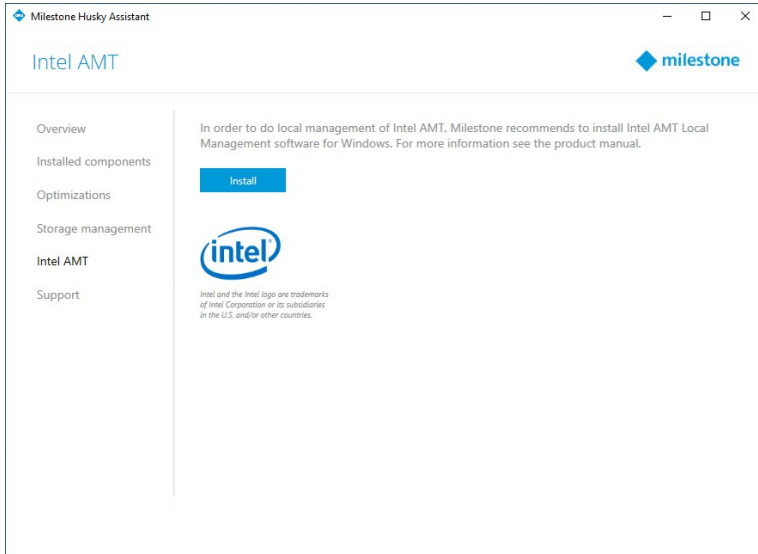 Milestone Husky Assistant
Intel AMT
milestone
Overview
Installed components
Optimizations
Storage management
Intel AMT
Support
In order to do local management of Intel AMT, Milestone recommends to install Intel AMT Local
Management software for Windows. For more information see the product manual.
Install
intel
Intel and the Intel logo are trademarks
of Intel Corporation or its subsidiaries
in the U.S. and/or other countries.